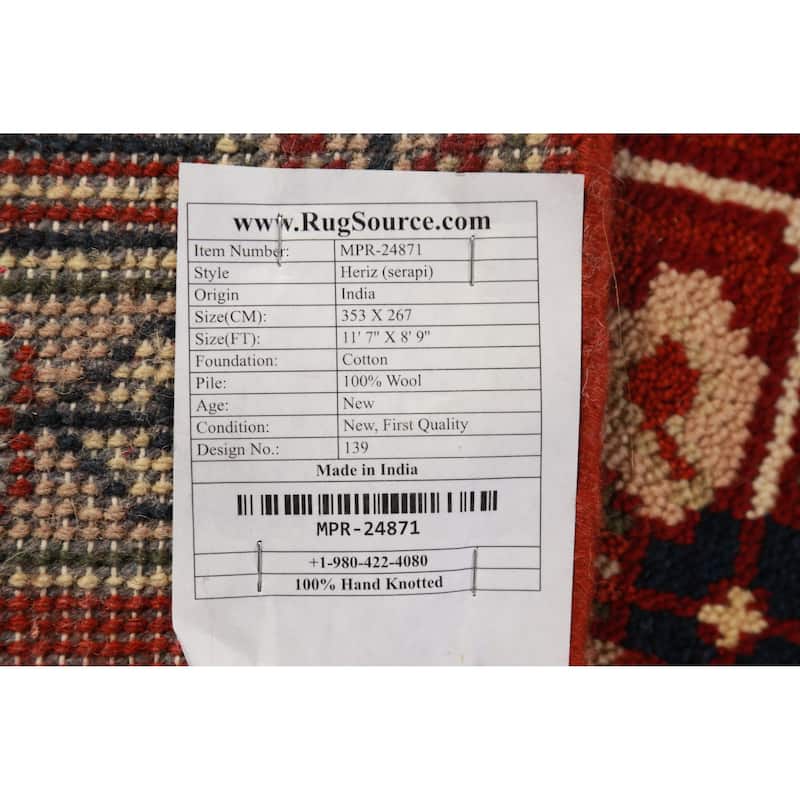 www.RugSource.com
Item Number: MPR-24871
Style Heriz (serapi)
Origin India
Size(CM): 353 X 267
Size(FT): 11' 7" X 8' 9"
Foundation: Cotton
Pile: 100% Wool
Age: New
Condition: New, First Quality
Design No.: 139
Made in India
MPR-24871
+1-980-422-4080
100% Hand Knotted